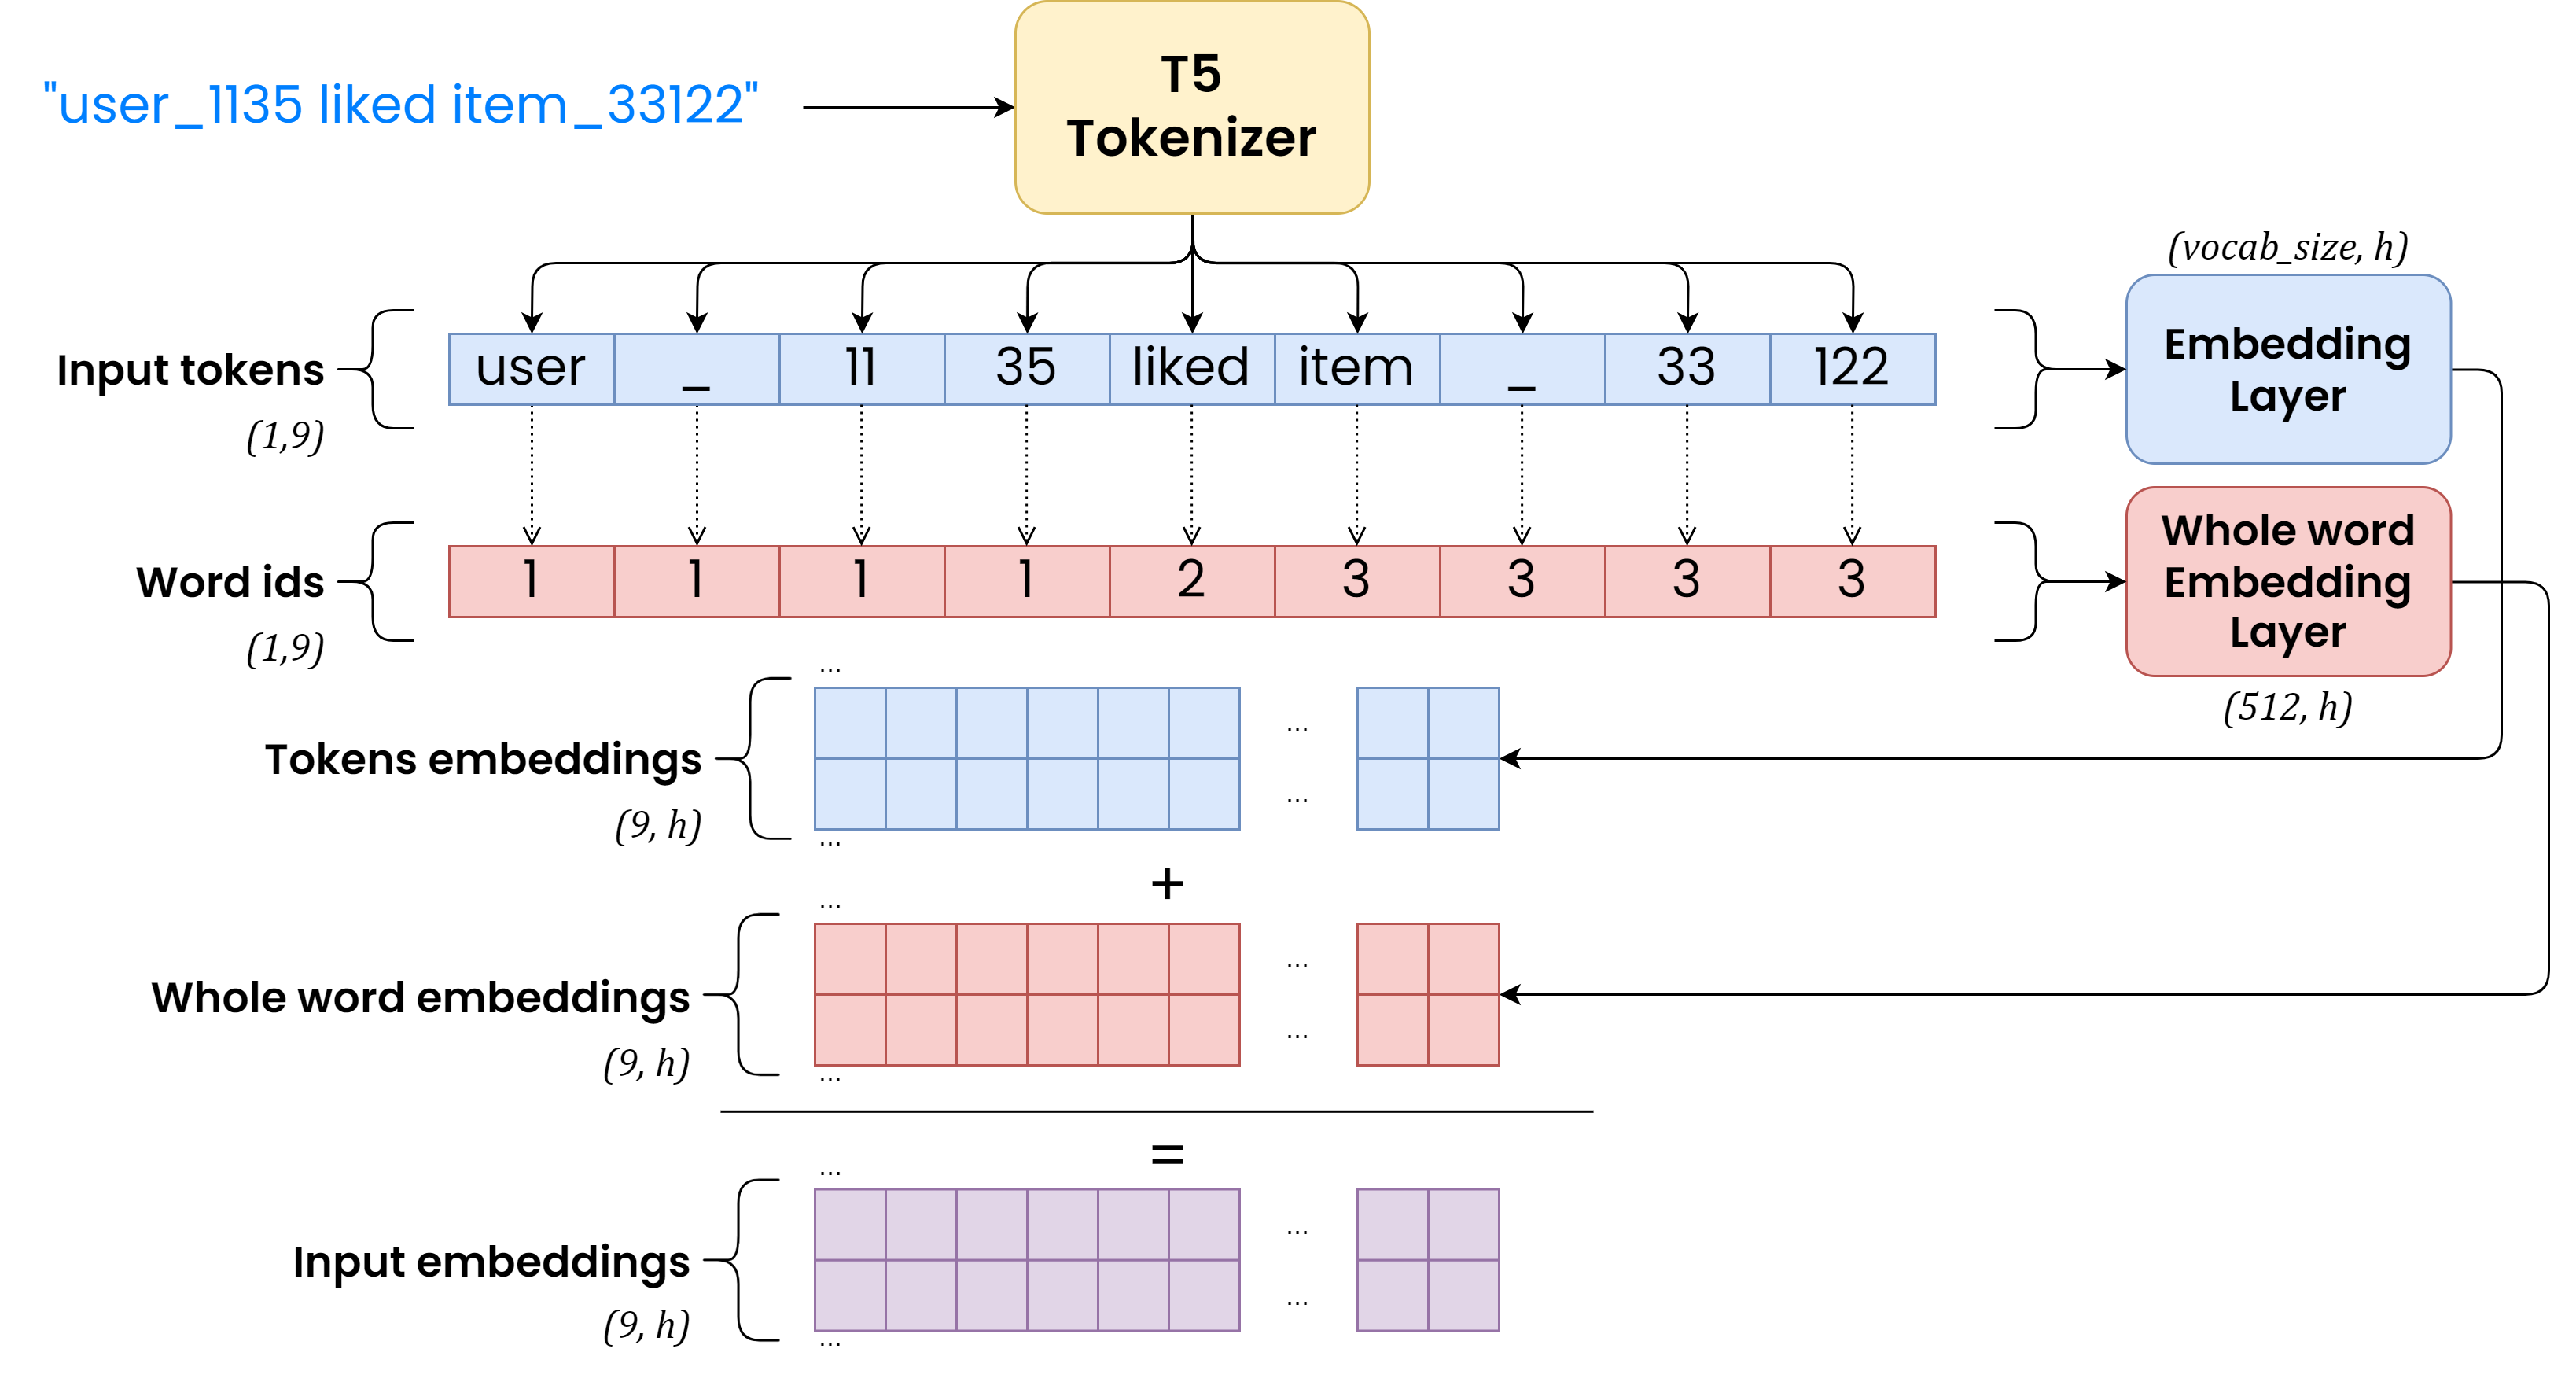 "user_1135 liked item_33122"
T5
Tokenizer
(vocab_size, h)
Input tokens
(1,9)
user _ 11 35 liked item _ 33 122
Embedding
Layer
Word ids
(1,9)
1 1 1 1 2 3 3 3 3
Whole word
Embedding
Layer
(512, h)
...
Tokens embeddings
(9, h)
...
...
...
+
...
Whole word embeddings
(9, h)
...
...
...
=
...
Input embeddings
(9, h)
...
...
...